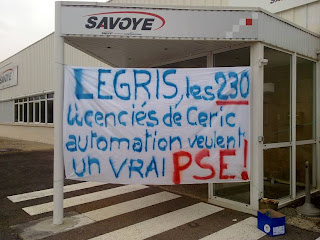 SAVOYE
LEGRIS, les 230
licenciés de Ceric
automation veulent
un VRAI PSE!